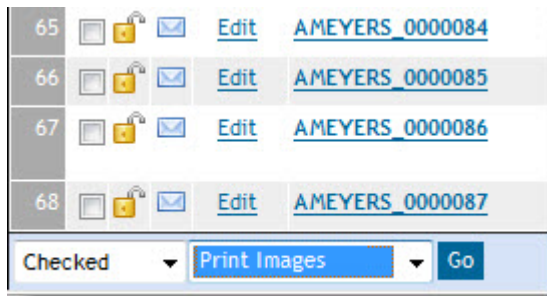 65 Edit AMEYERS_0000084
66 Edit AMEYERS_0000085
67 Edit AMEYERS_0000086
68 Edit AMEYERS_0000087
Checked Print Images Go